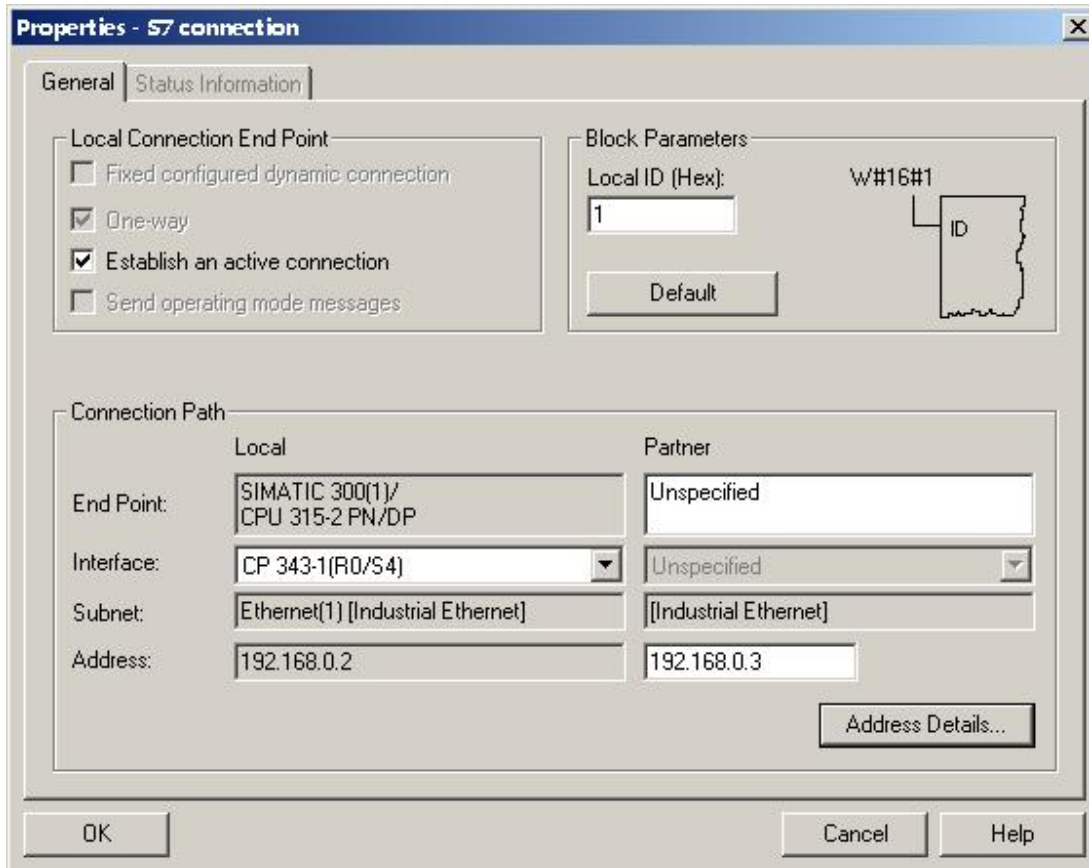 Properties - S7 connection
General
Status Information
Local Connection End Point
Fixed configured dynamic connection
One-way
Establish an active connection
Send operating mode messages
Block Parameters
Local ID (Hex):
W#16#1
1
ID
Default
Connection Path
Local
Partner
End Point:
SIMATIC 300(1)/
CPU 315-2 PN/DP
Unspecified
Interface:
CP 343-1(R0/S4)
Unspecified
Subnet:
Ethernet(1) [Industrial Ethernet]
[Industrial Ethernet]
Address:
192.168.0.2
192.168.0.3
Address Details...
OK
Cancel
Help